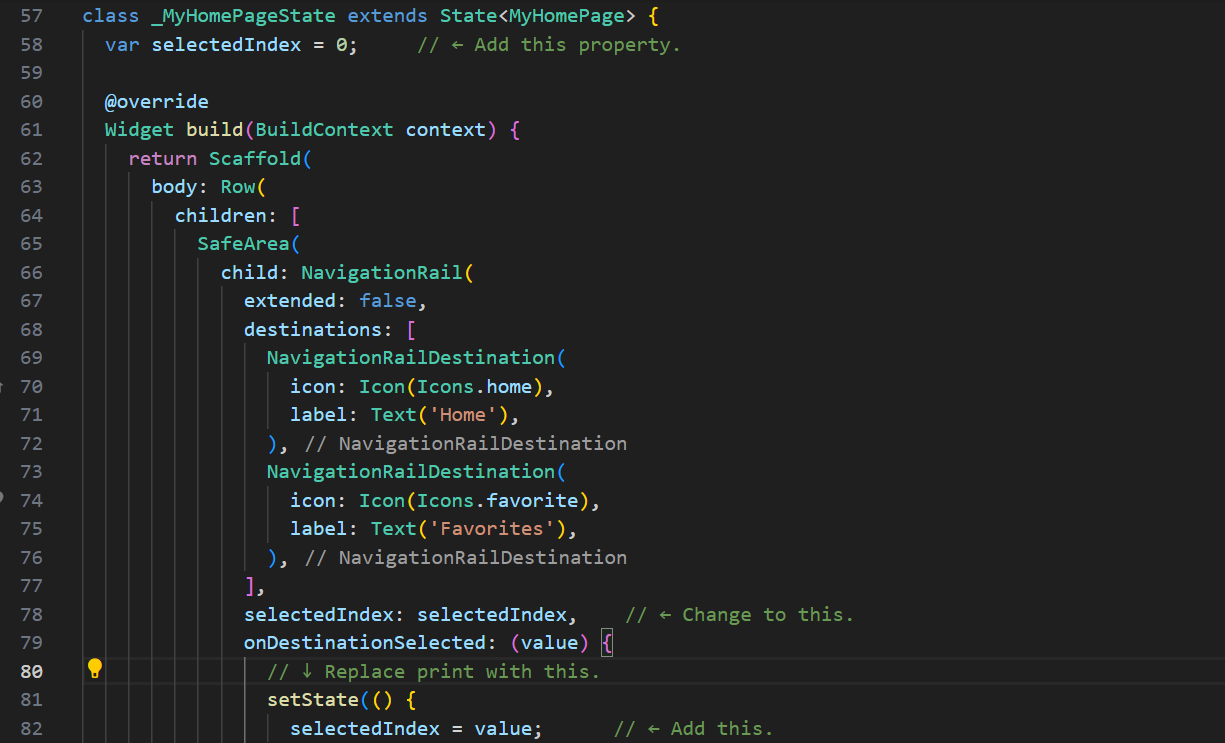 57 class _MyHomePageState extends State<MyHomePage> {
58   var selectedIndex = 0;     // ← Add this property.
59
60   @override
61   Widget build(BuildContext context) {
62     return Scaffold(
63       body: Row(
64         children: [
65           SafeArea(
66             child: NavigationRail(
67               extended: false,
68               destinations: [
69                 NavigationRailDestination(
70                   icon: Icon(Icons.home),
71                   label: Text('Home'),
72                 ), // NavigationRailDestination
73                 NavigationRailDestination(
74                   icon: Icon(Icons.favorite),
75                   label: Text('Favorites'),
76                 ), // NavigationRailDestination
77               ],
78               selectedIndex: selectedIndex,    // ← Change to this.
79               onDestinationSelected: (value) {
80                 // ↓ Replace print with this.
81                 setState(() {
82                   selectedIndex = value;      // ← Add this.